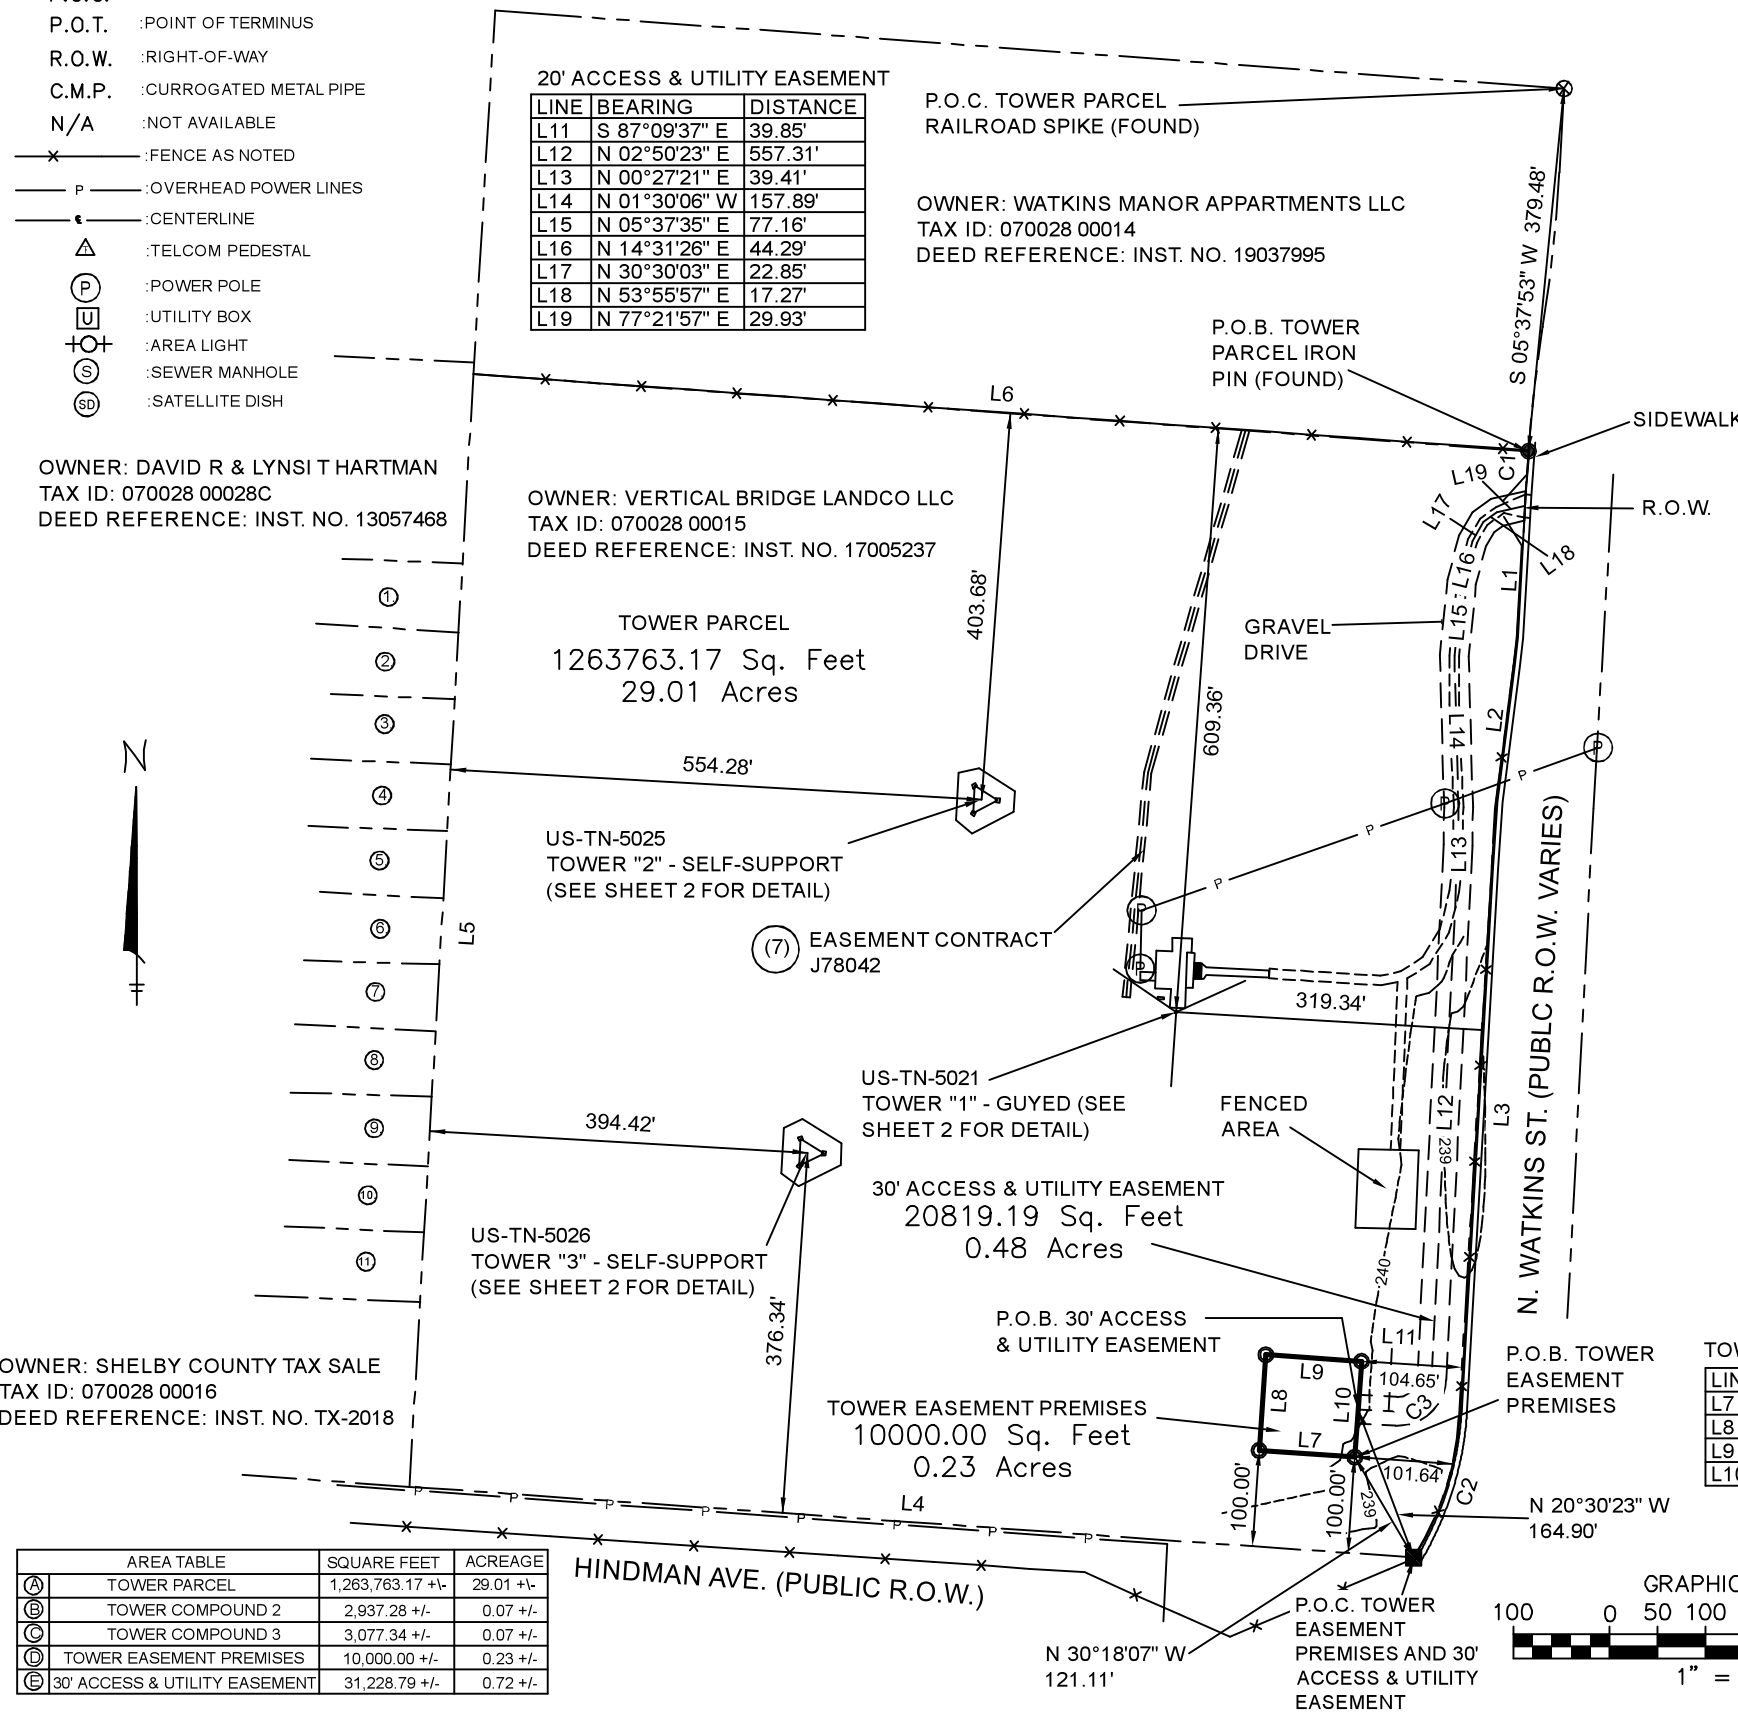 P.O.T. :POINT OF TERMINUS
R.O.W. :RIGHT-OF-WAY
C.M.P. :CURROGATED METAL PIPE
N/A :NOT AVAILABLE
:FENCE AS NOTED
P :OVERHEAD POWER LINES
:CENTERLINE
:TELCOM PEDESTAL
P :POWER POLE
U :UTILITY BOX
:AREA LIGHT
S :SEWER MANHOLE
SD :SATELLITE DISH
20' ACCESS & UTILITY EASEMENT
LINE BEARING DISTANCE
L11 S 87°09'37" E 39.85'
L12 N 02°50'23" E 557.31'
L13 N 00°27'21" E 39.41'
L14 N 01°30'06" W 157.89'
L15 N 05°37'35" E 77.16'
L16 N 14°31'26" E 44.29'
L17 N 30°30'03" E 22.85'
L18 N 53°55'57" E 17.27'
L19 N 77°21'57" E 29.93'
P.O.C. TOWER PARCEL
RAILROAD SPIKE (FOUND)
OWNER: WATKINS MANOR APPARTMENTS LLC
TAX ID: 070028 00014
DEED REFERENCE: INST. NO. 19037995
S 05°37'53" W 379.48'
P.O.B. TOWER
PARCEL IRON
PIN (FOUND)
SIDEWALK
L6
C1
L19
L17
R.O.W.
L18
L16
L1
L15
OWNER: DAVID R & LYNSI T HARTMAN
TAX ID: 070028 00028C
DEED REFERENCE: INST. NO. 13057468
OWNER: VERTICAL BRIDGE LANDCO LLC
TAX ID: 070028 00015
DEED REFERENCE: INST. NO. 17005237
403.68'
TOWER PARCEL
1263763.17 Sq. Feet
29.01 Acres
GRAVEL
DRIVE
609.36'
L14
L2
1
2
3
4
5
6
7
8
9
10
11
N
554.28'
US-TN-5025
TOWER "2" - SELF-SUPPORT
(SEE SHEET 2 FOR DETAIL)
P
P
P
P
P
P
P
L13
L5
(7) EASEMENT CONTRACT
J78042
319.34'
N. WATKINS ST. (PUBLC R.O.W. VARIES)
US-TN-5021
TOWER "1" - GUYED (SEE
SHEET 2 FOR DETAIL)
FENCED
AREA
L12
239
L3
394.42'
30' ACCESS & UTILITY EASEMENT
20819.19 Sq. Feet
0.48 Acres
US-TN-5026
TOWER "3" - SELF-SUPPORT
(SEE SHEET 2 FOR DETAIL)
376.34'
240
P.O.B. 30' ACCESS
& UTILITY EASEMENT
L11
104.65'
L9
L8
L10
C3
L7
P.O.B. TOWER
EASEMENT
PREMISES
OWNER: SHELBY COUNTY TAX SALE
TAX ID: 070028 00016
DEED REFERENCE: INST. NO. TX-2018
TOWER EASEMENT PREMISES
10000.00 Sq. Feet
0.23 Acres
101.64'
C2
100.00'
100.00'
239
N 20°30'23" W
164.90'
L4
P P P P P P P P
HINDMAN AVE. (PUBLIC R.O.W.)
L7
L8
L9
AREA TABLE SQUARE FEET ACREAGE
A TOWER PARCEL 1,263,763.17 +\- 29.01 +\-
B TOWER COMPOUND 2 2,937.28 +/- 0.07 +/-
C TOWER COMPOUND 3 3,077.34 +/- 0.07 +/-
D TOWER EASEMENT PREMISES 10,000.00 +/- 0.23 +/-
E 30' ACCESS & UTILITY EASEMENT 31,228.79 +/- 0.72 +/-
N 30°18'07" W
121.11'
P.O.C. TOWER
EASEMENT
PREMISES AND 30'
ACCESS & UTILITY
EASEMENT
GRAPHIC
100 0 50 100
1" =